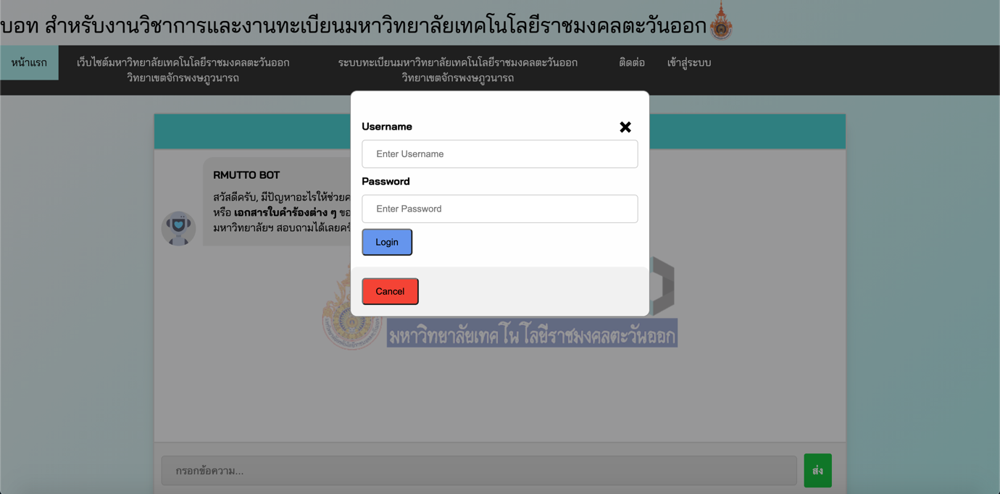 บอท สำหรับงานวิชาการและงานทะเบียนมหาวิทยาลัยเทคโนโลยีราชมงคลตะวันออก
หน้าแรก
เว็บไซต์มหาวิทยาลัยเทคโนโลยีราชมงคลตะวันออก
วิทยาเขตจักรพงษภูวนารถ
ระบบทะเบียนมหาวิทยาลัยเทคโนโลยีราชมงคลตะวันออก
วิทยาเขตจักรพงษภูวนารถ
ติดต่อ
เข้าสู่ระบบ
Username
Enter Username
Password
Enter Password
Login
Cancel
RMUTTO BOT
สวัสดีครับ, มีปัญหาอะไรให้ช่วย
หรือ เอกสารใบคำร้องต่าง ๆ
มหาวิทยาลัยฯ สอบถามได้เลย
มหาวิทยาลัยเทคโนโลยีราชมงคลตะวันออก
กรอกข้อความ...
ส่ง